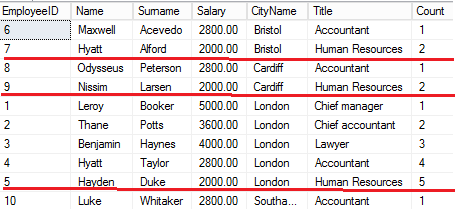 EmployeeID Name Surname Salary CityName Title Count
6 Maxwell Acevedo 2800.00 Bristol Accountant 1
7 Hyatt Alford 2000.00 Bristol Human Resources 2
8 Odysseus Peterson 2800.00 Cardiff Accountant 1
9 Nissim Larsen 2000.00 Cardiff Human Resources 2
1 Leroy Booker 5000.00 London Chief manager 1
2 Thane Potts 3600.00 London Chief accountant 2
3 Benjamin Haynes 4000.00 London Lawyer 3
4 Hyatt Taylor 2800.00 London Accountant 4
5 Hayden Duke 2000.00 London Human Resources 5
10 Luke Whitaker 2800.00 Southa... Accountant 1